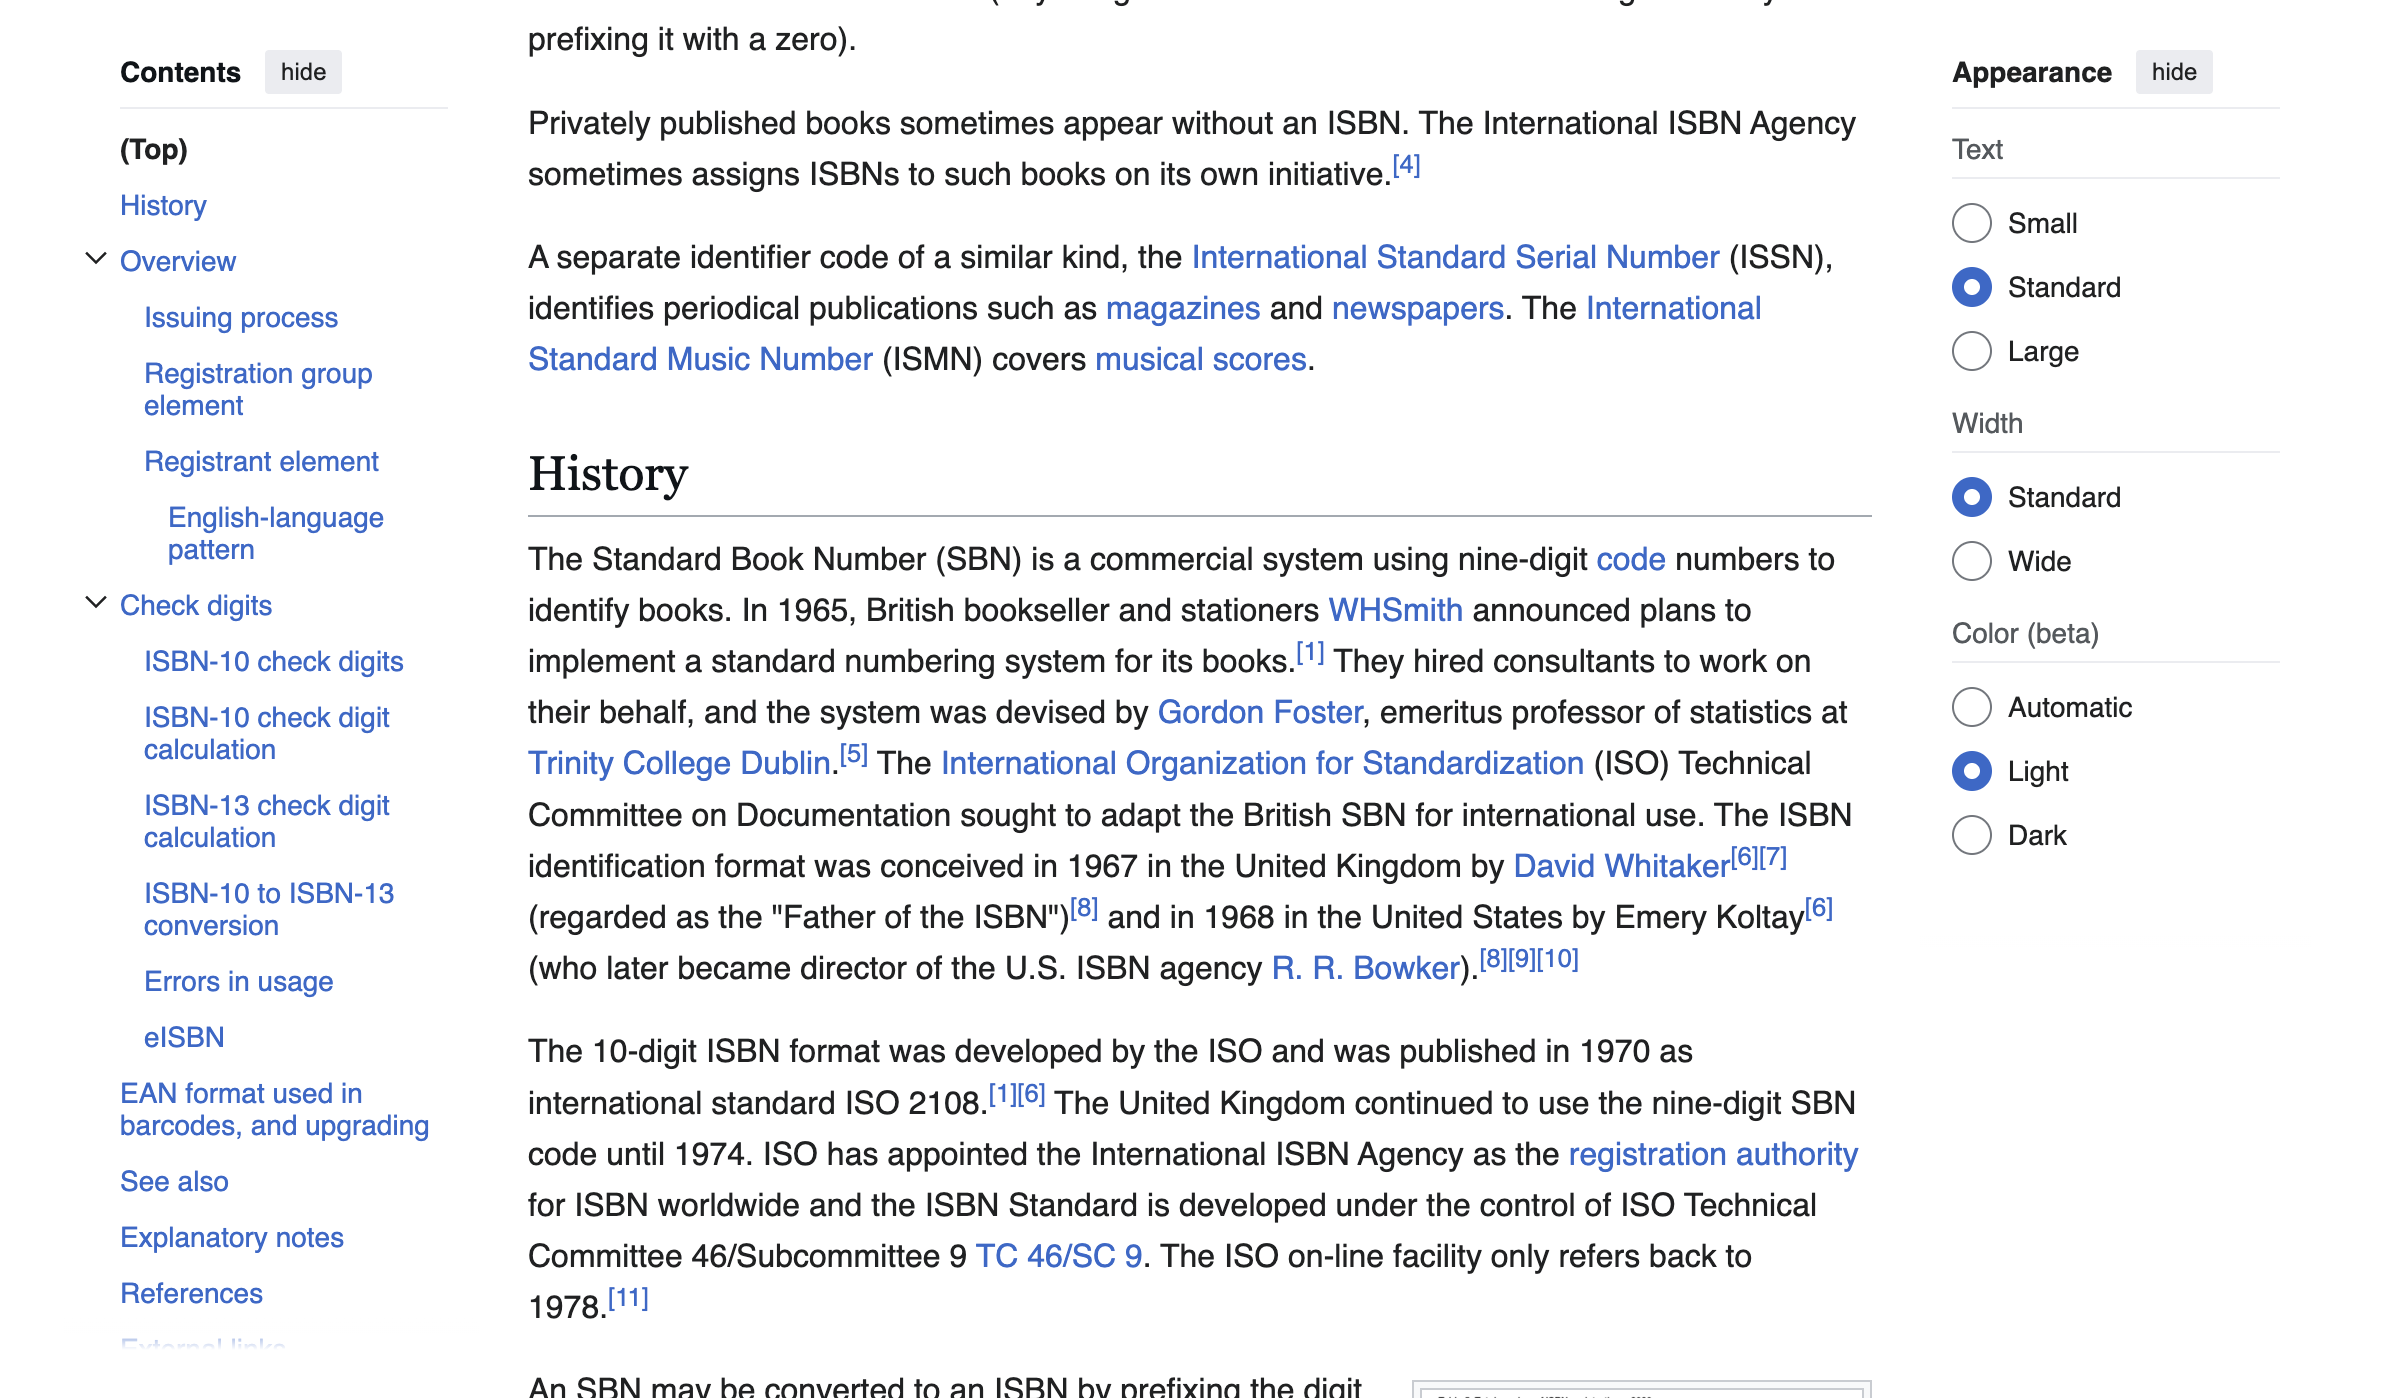 prefixing it with a zero).
Contents hide
(Top)
History
Overview
Issuing process
Registration group
element
Registrant element
English-language
pattern
Check digits
ISBN-10 check digits
ISBN-10 check digit
calculation
ISBN-13 check digit
calculation
ISBN-10 to ISBN-13
conversion
Errors in usage
eISBN
EAN format used in
barcodes, and upgrading
See also
Explanatory notes
References
External links
Privately published books sometimes appear without an ISBN. The International ISBN Agency
sometimes assigns ISBNs to such books on its own initiative.[4]
A separate identifier code of a similar kind, the International Standard Serial Number (ISSN),
identifies periodical publications such as magazines and newspapers. The International
Standard Music Number (ISMN) covers musical scores.
History
The Standard Book Number (SBN) is a commercial system using nine-digit code numbers to
identify books. In 1965, British bookseller and stationers WHSmith announced plans to
implement a standard numbering system for its books.[1] They hired consultants to work on
their behalf, and the system was devised by Gordon Foster, emeritus professor of statistics at
Trinity College Dublin.[5] The International Organization for Standardization (ISO) Technical
Committee on Documentation sought to adapt the British SBN for international use. The ISBN
identification format was conceived in 1967 in the United Kingdom by David Whitaker[6][7]
(regarded as the "Father of the ISBN")[8] and in 1968 in the United States by Emery Koltay[6]
(who later became director of the U.S. ISBN agency R. R. Bowker).[8][9][10]
The 10-digit ISBN format was developed by the ISO and was published in 1970 as
international standard ISO 2108.[1][6] The United Kingdom continued to use the nine-digit SBN
code until 1974. ISO has appointed the International ISBN Agency as the registration authority
for ISBN worldwide and the ISBN Standard is developed under the control of ISO Technical
Committee 46/Subcommittee 9 TC 46/SC 9. The ISO on-line facility only refers back to
1978.[11]
An SBN may be converted to an ISBN by prefixing the digit
Appearance hide
Text
Small
Standard
Large
Width
Standard
Wide
Color (beta)
Automatic
Light
Dark